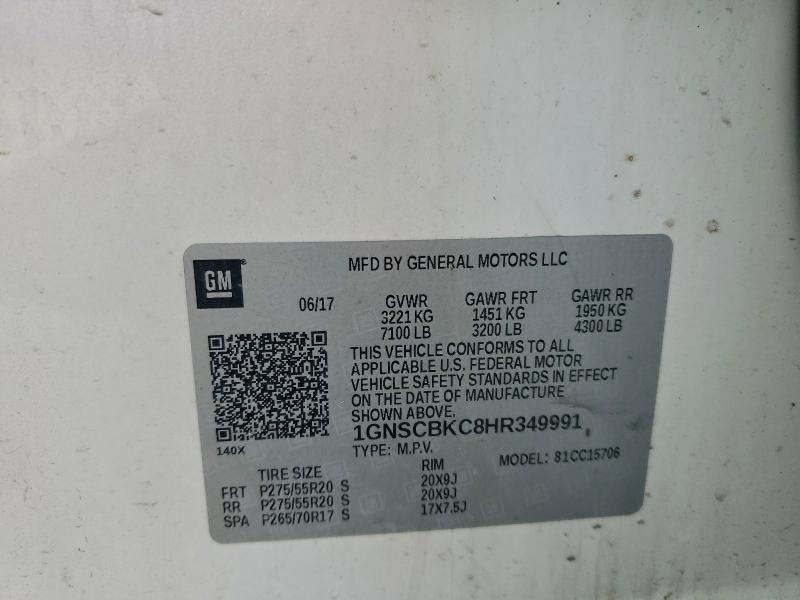 GM
MFD BY GENERAL MOTORS LLC
06/17
GVWR GAWR FRT GAWR RR
3221 KG 1451 KG 1950 KG
7100 LB 3200 LB 4300 LB
THIS VEHICLE CONFORMS TO ALL
APPLICABLE U.S. FEDERAL MOTOR
VEHICLE SAFETY STANDARDS IN EFFECT
ON THE DATE OF MANUFACTURE
SHOWN ABOVE.
1GNSCBKC8HR349991
140X
TYPE: M.P.V. MODEL: 81CC15706
TIRE SIZE RIM
FRT P275/55R20 S 20X9J
RR P275/55R20 S 20X9J
SPA P265/70R17 S 17X7.5J